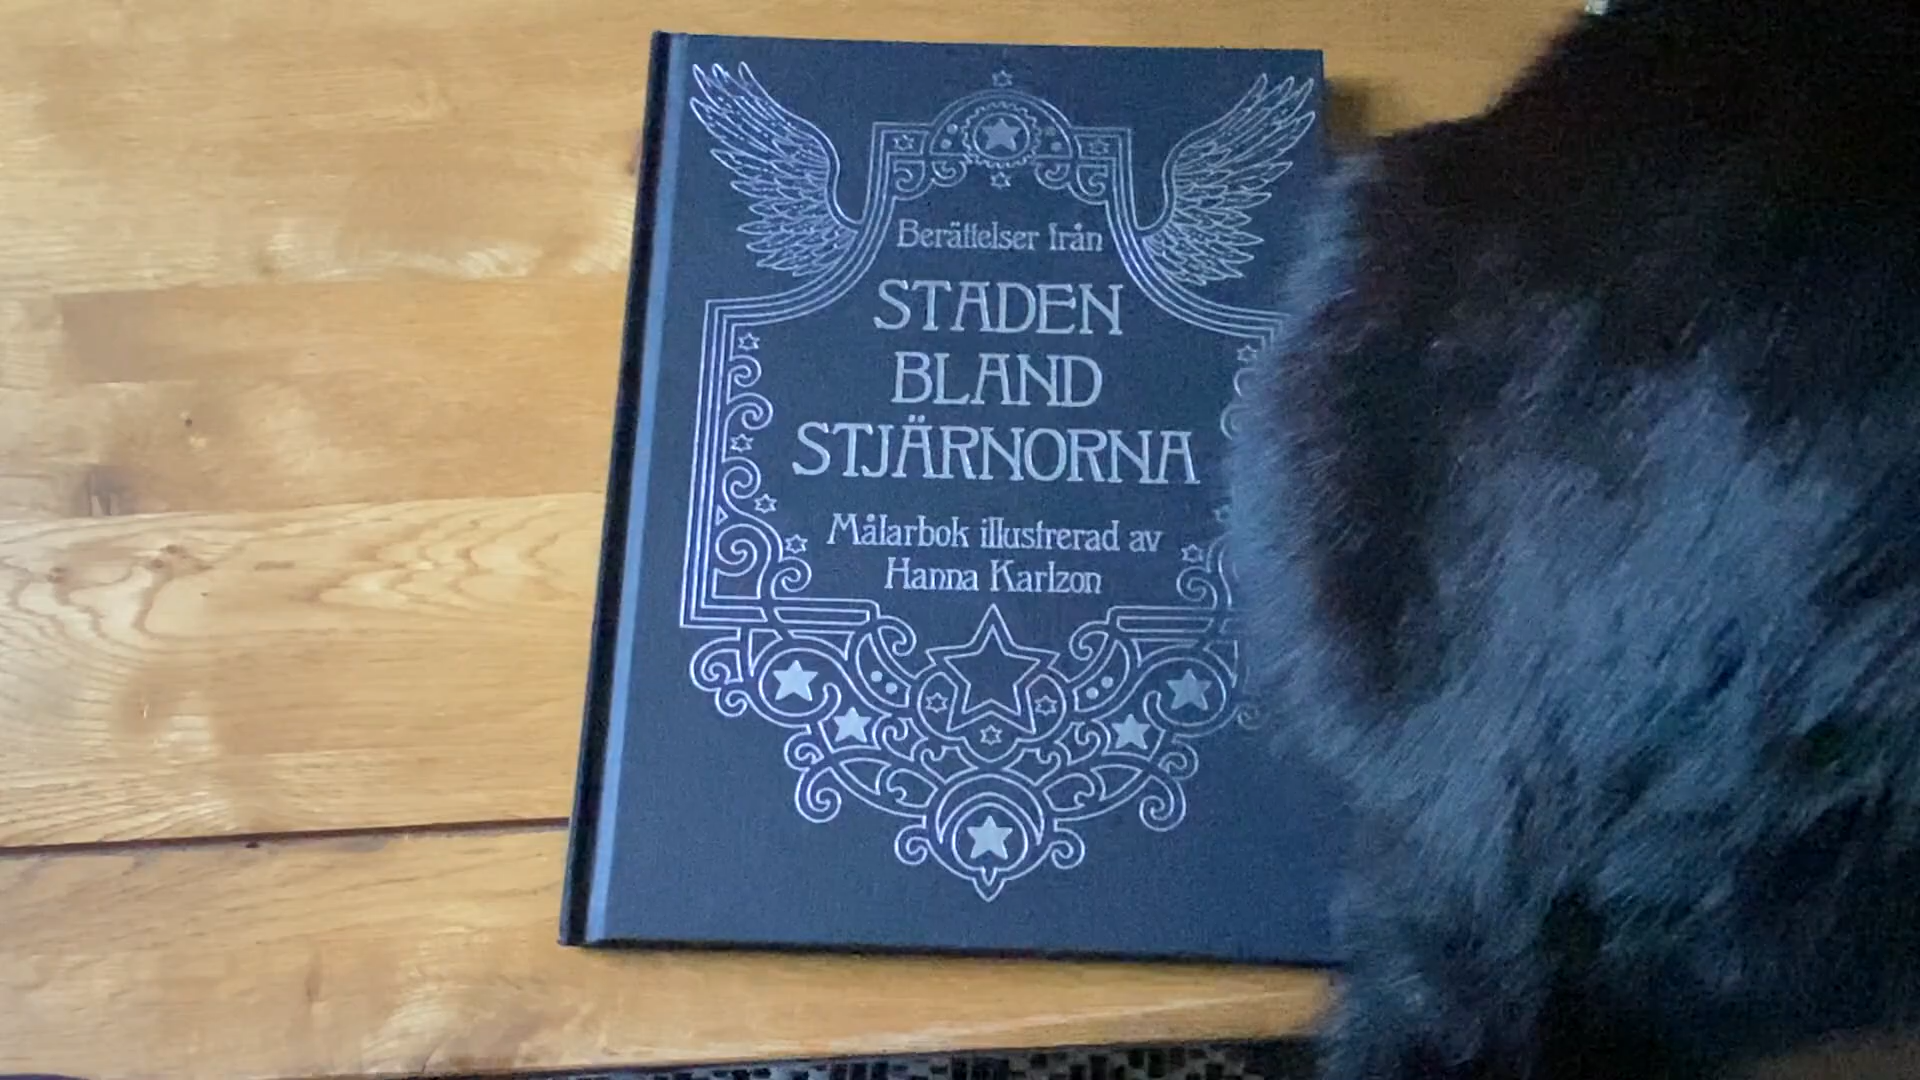 Berättelser från
STADEN
BLAND
STJÄRNORNA
Målarbok illustrerad av
Hanna Karlzon